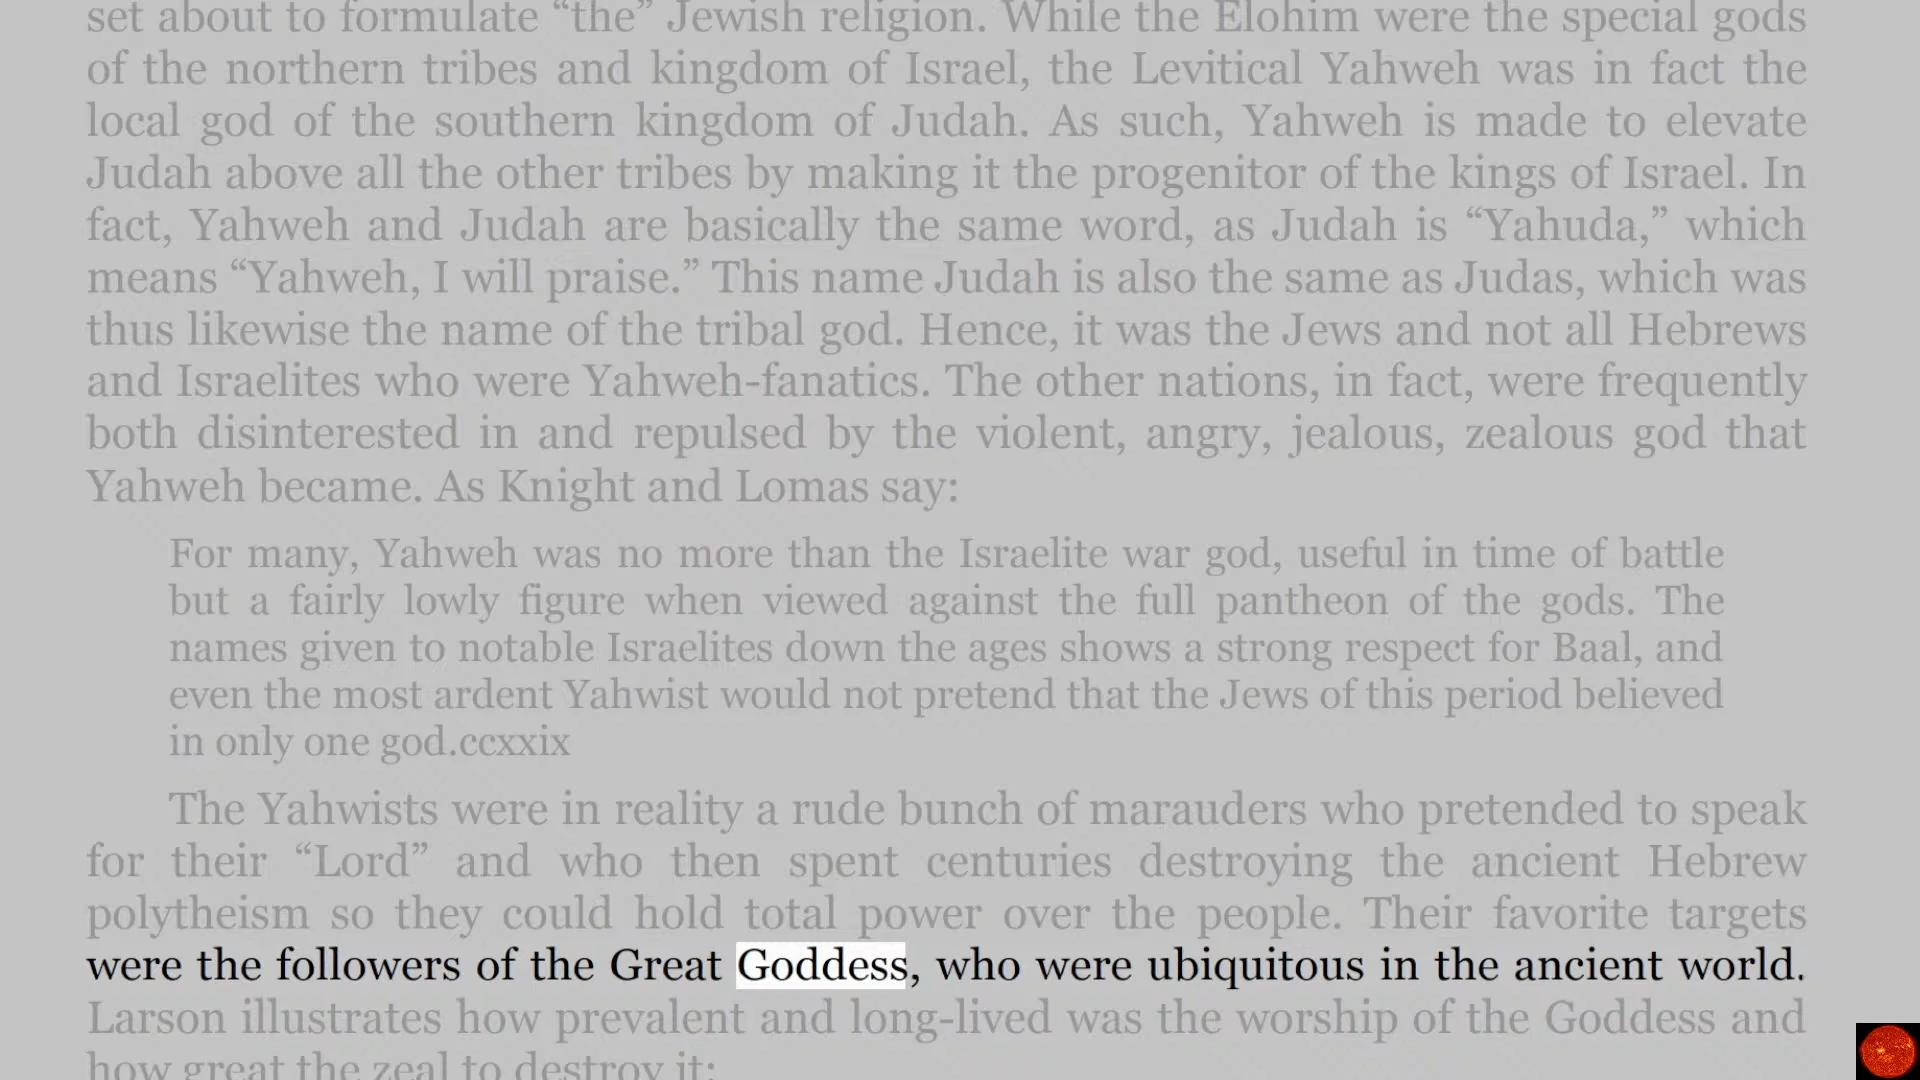 set about to formulate “the” Jewish religion. While the Elohim were the special gods
of the northern tribes and kingdom of Israel, the Levitical Yahweh was in fact the
local god of the southern kingdom of Judah. As such, Yahweh is made to elevate
Judah above all the other tribes by making it the progenitor of the kings of Israel. In
fact, Yahweh and Judah are basically the same word, as Judah is “Yahuda,” which
means “Yahweh, I will praise.” This name Judah is also the same as Judas, which was
thus likewise the name of the tribal god. Hence, it was the Jews and not all Hebrews
and Israelites who were Yahweh-fanatics. The other nations, in fact, were frequently
both disinterested in and repulsed by the violent, angry, jealous, zealous god that
Yahweh became. As Knight and Lomas say:
For many, Yahweh was no more than the Israelite war god, useful in time of battle
but a fairly lowly figure when viewed against the full pantheon of the gods. The
names given to notable Israelites down the ages shows a strong respect for Baal, and
even the most ardent Yahwist would not pretend that the Jews of this period believed
in only one god.ccxxix
The Yahwists were in reality a rude bunch of marauders who pretended to speak
for their “Lord” and who then spent centuries destroying the ancient Hebrew
polytheism so they could hold total power over the people. Their favorite targets
were the followers of the Great Goddess, who were ubiquitous in the ancient world.
Larson illustrates how prevalent and long-lived was the worship of the Goddess and
how great the zeal to destroy it: